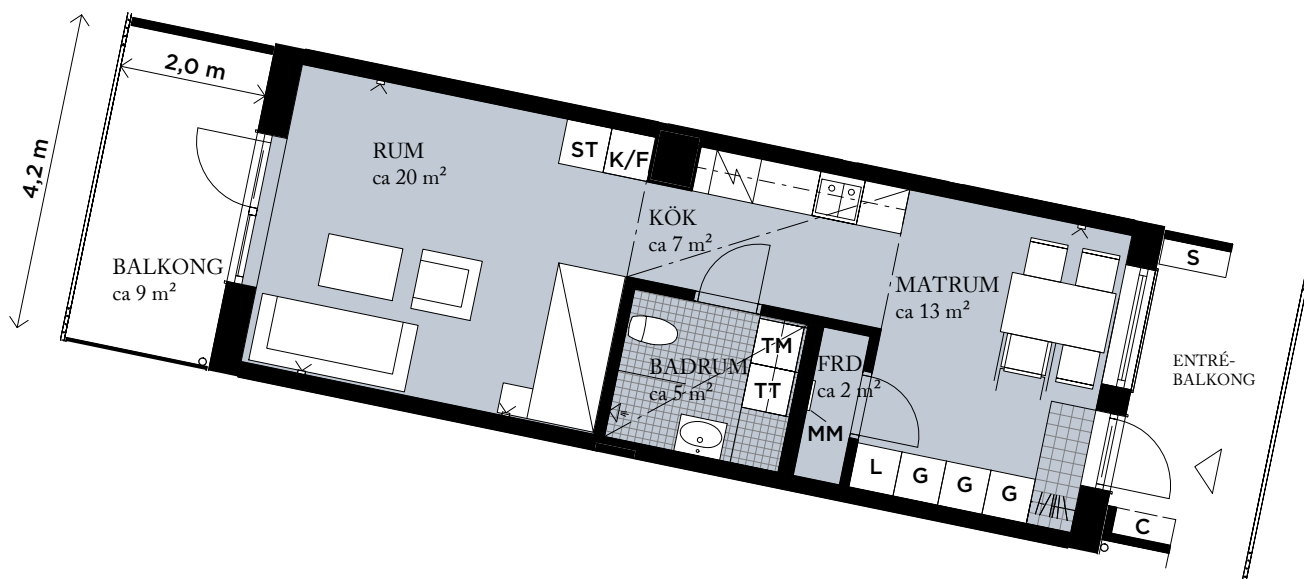 2,0 m
4,2 m
BALKONG
ca 9 m²
RUM
ca 20 m²
ST
K/F
KÖK
ca 7 m²
MATRUM
ca 13 m²
BADRUM
ca 5 m²
TM
TT
FRD
ca 2 m²
MM
L
G
G
G
S
ENTRÉ-
BALKONG
C